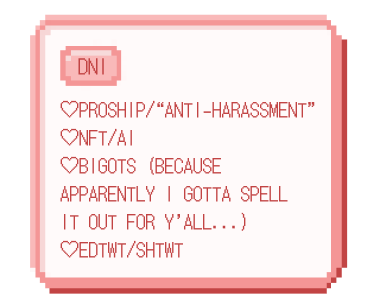 DNI
♡PROSHIP/“ANTI-HARASSMENT”
♡NFT/AI
♡BIGOTS (BECAUSE
APPARENTLY I GOTTA SPELL
IT OUT FOR Y'ALL...)
♡EDTWT/SHTWT